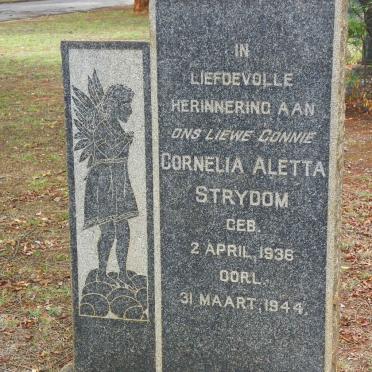 IN
LIEFDEVOLLE
HERINNERING AAN
ONS LIEWE CONNIE
CORNELIA ALETTA
STRYDOM
GEB.
2 APRIL, 1936
OORL.
31 MAART, 1944.